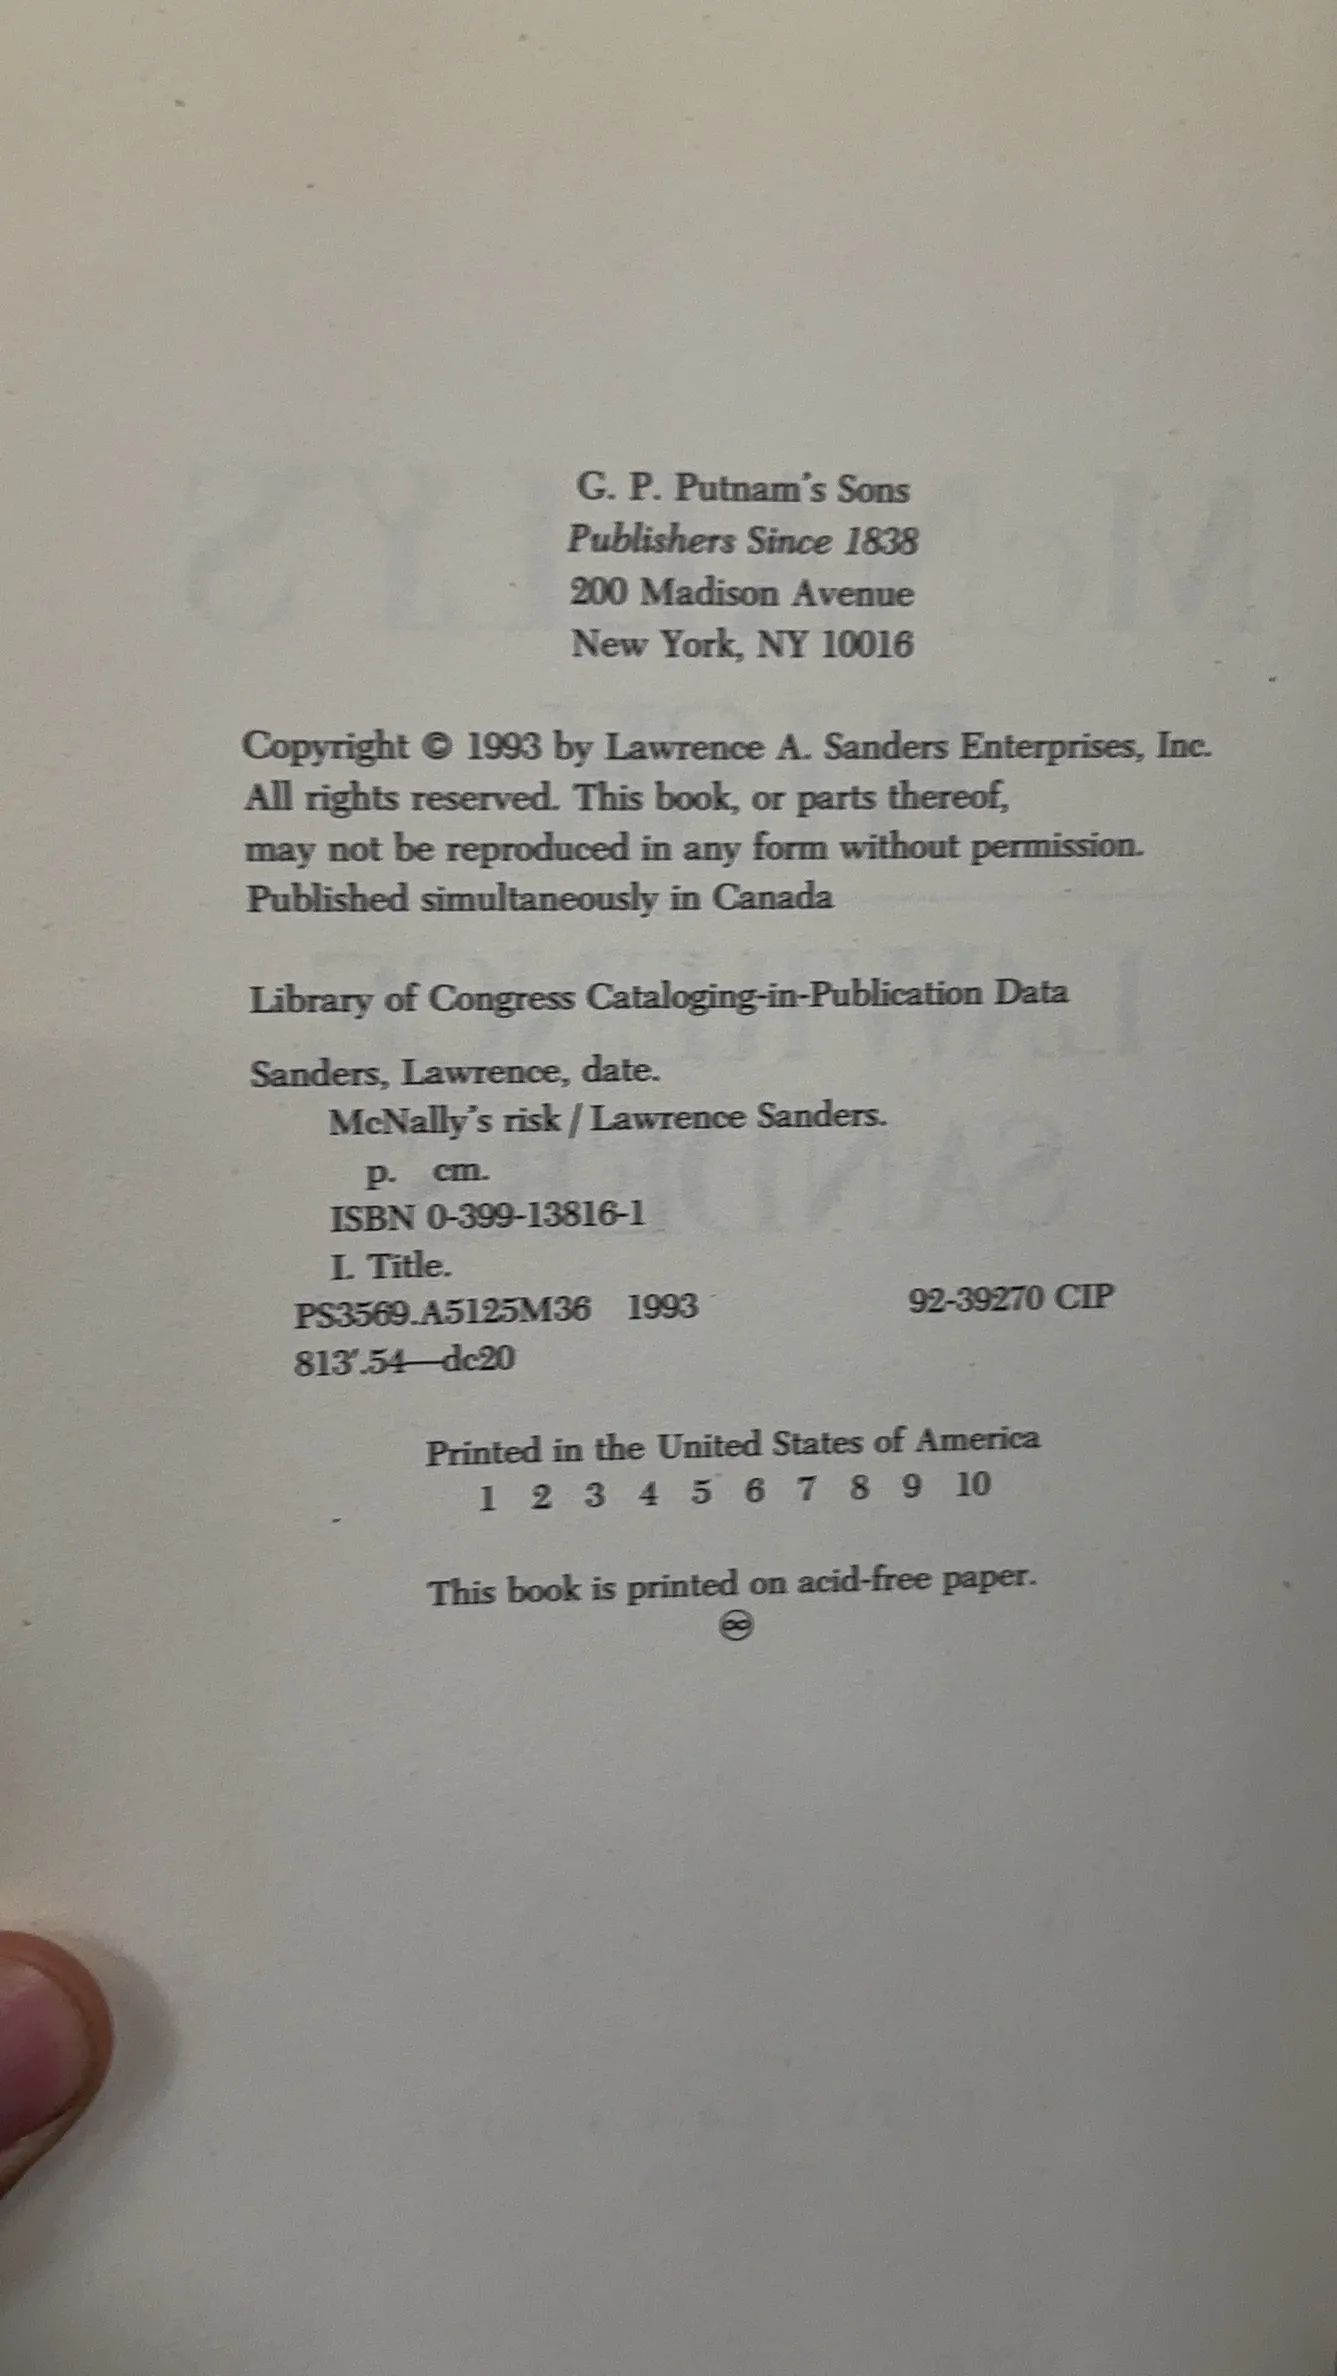 G. P. Putnam's Sons
Publishers Since 1838
200 Madison Avenue
New York, NY 10016
Copyright © 1993 by Lawrence A. Sanders Enterprises, Inc.
All rights reserved. This book, or parts thereof,
may not be reproduced in any form without permission.
Published simultaneously in Canada
Library of Congress Cataloging-in-Publication Data
Sanders, Lawrence, date.
McNally's risk / Lawrence Sanders.
p. cm.
ISBN 0-399-13816-1
I. Title.
PS3569.A5125M36 1993 92-39270 CIP
813'.54—dc20
Printed in the United States of America
1 2 3 4 5 6 7 8 9 10
This book is printed on acid-free paper.
♾